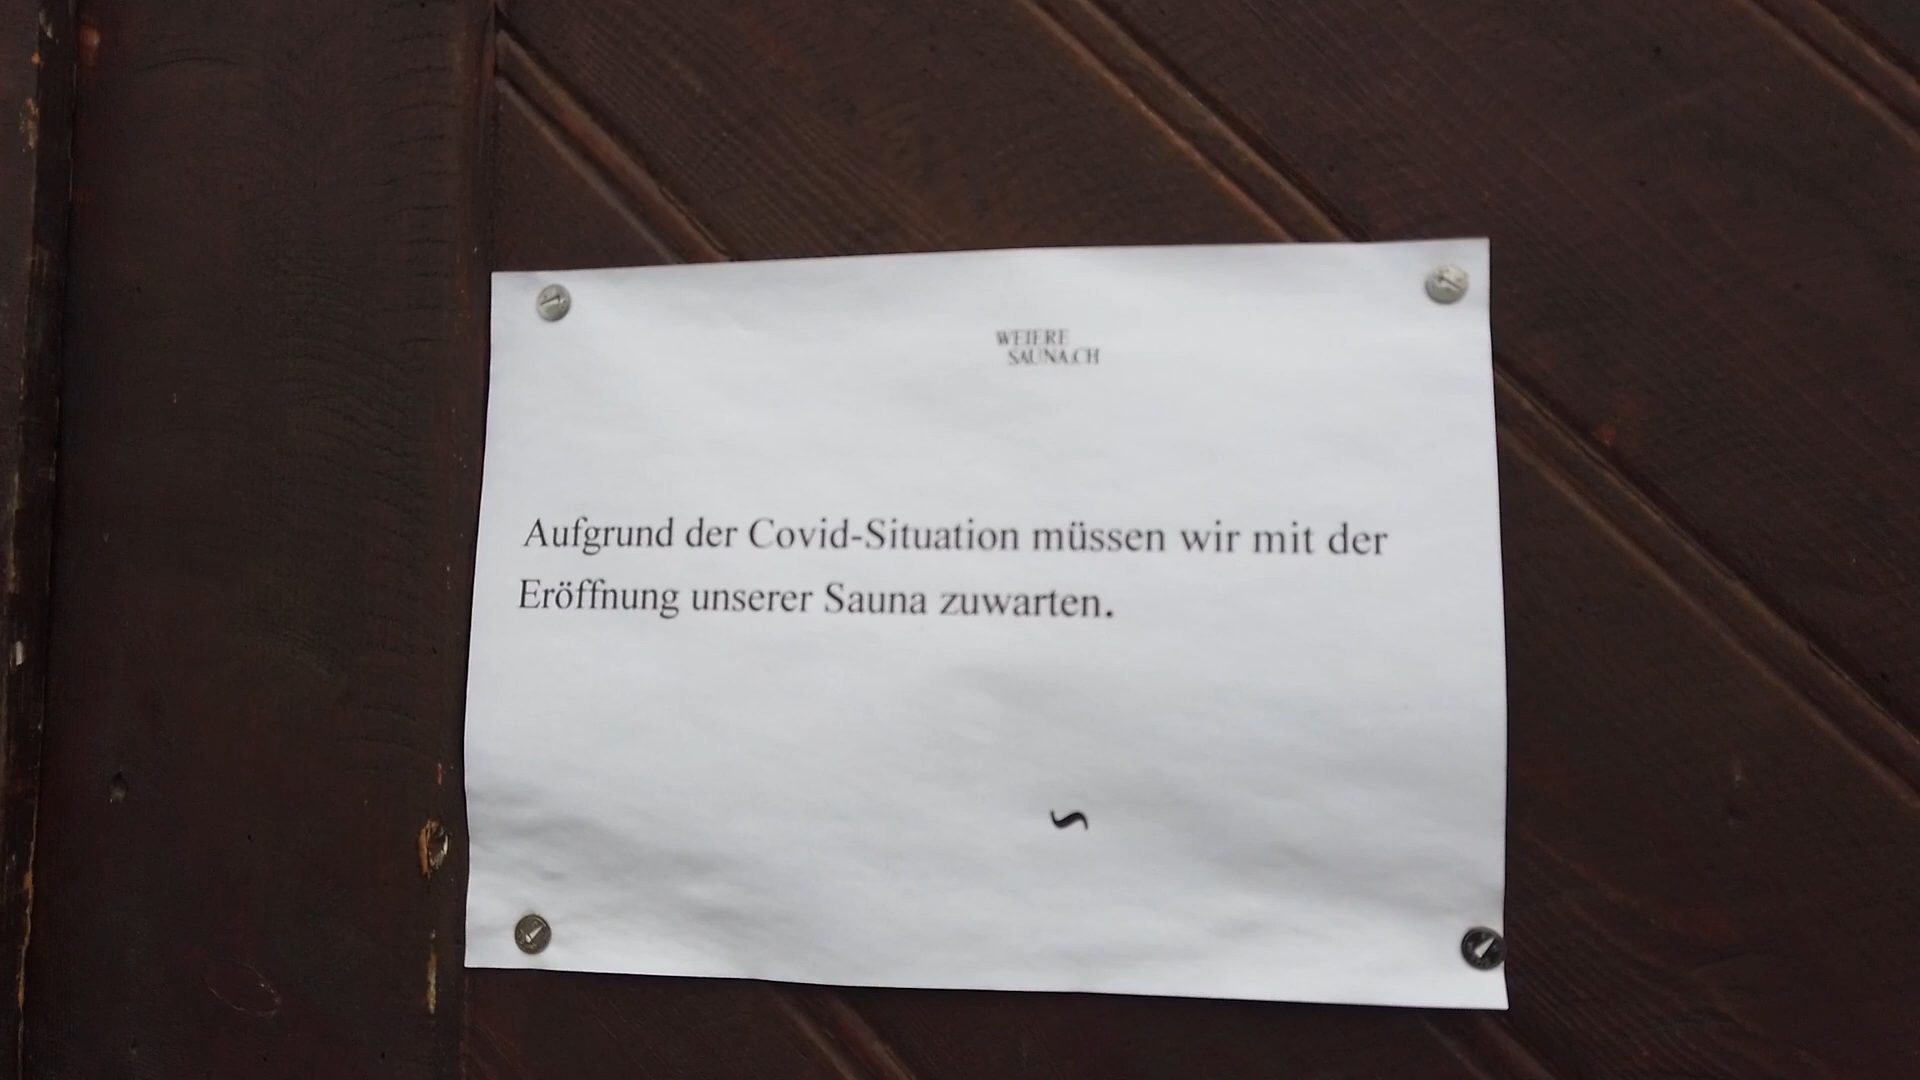 WEIERE
SAUNA.CH
Aufgrund der Covid-Situation müssen wir mit der
Eröffnung unserer Sauna zuwarten.